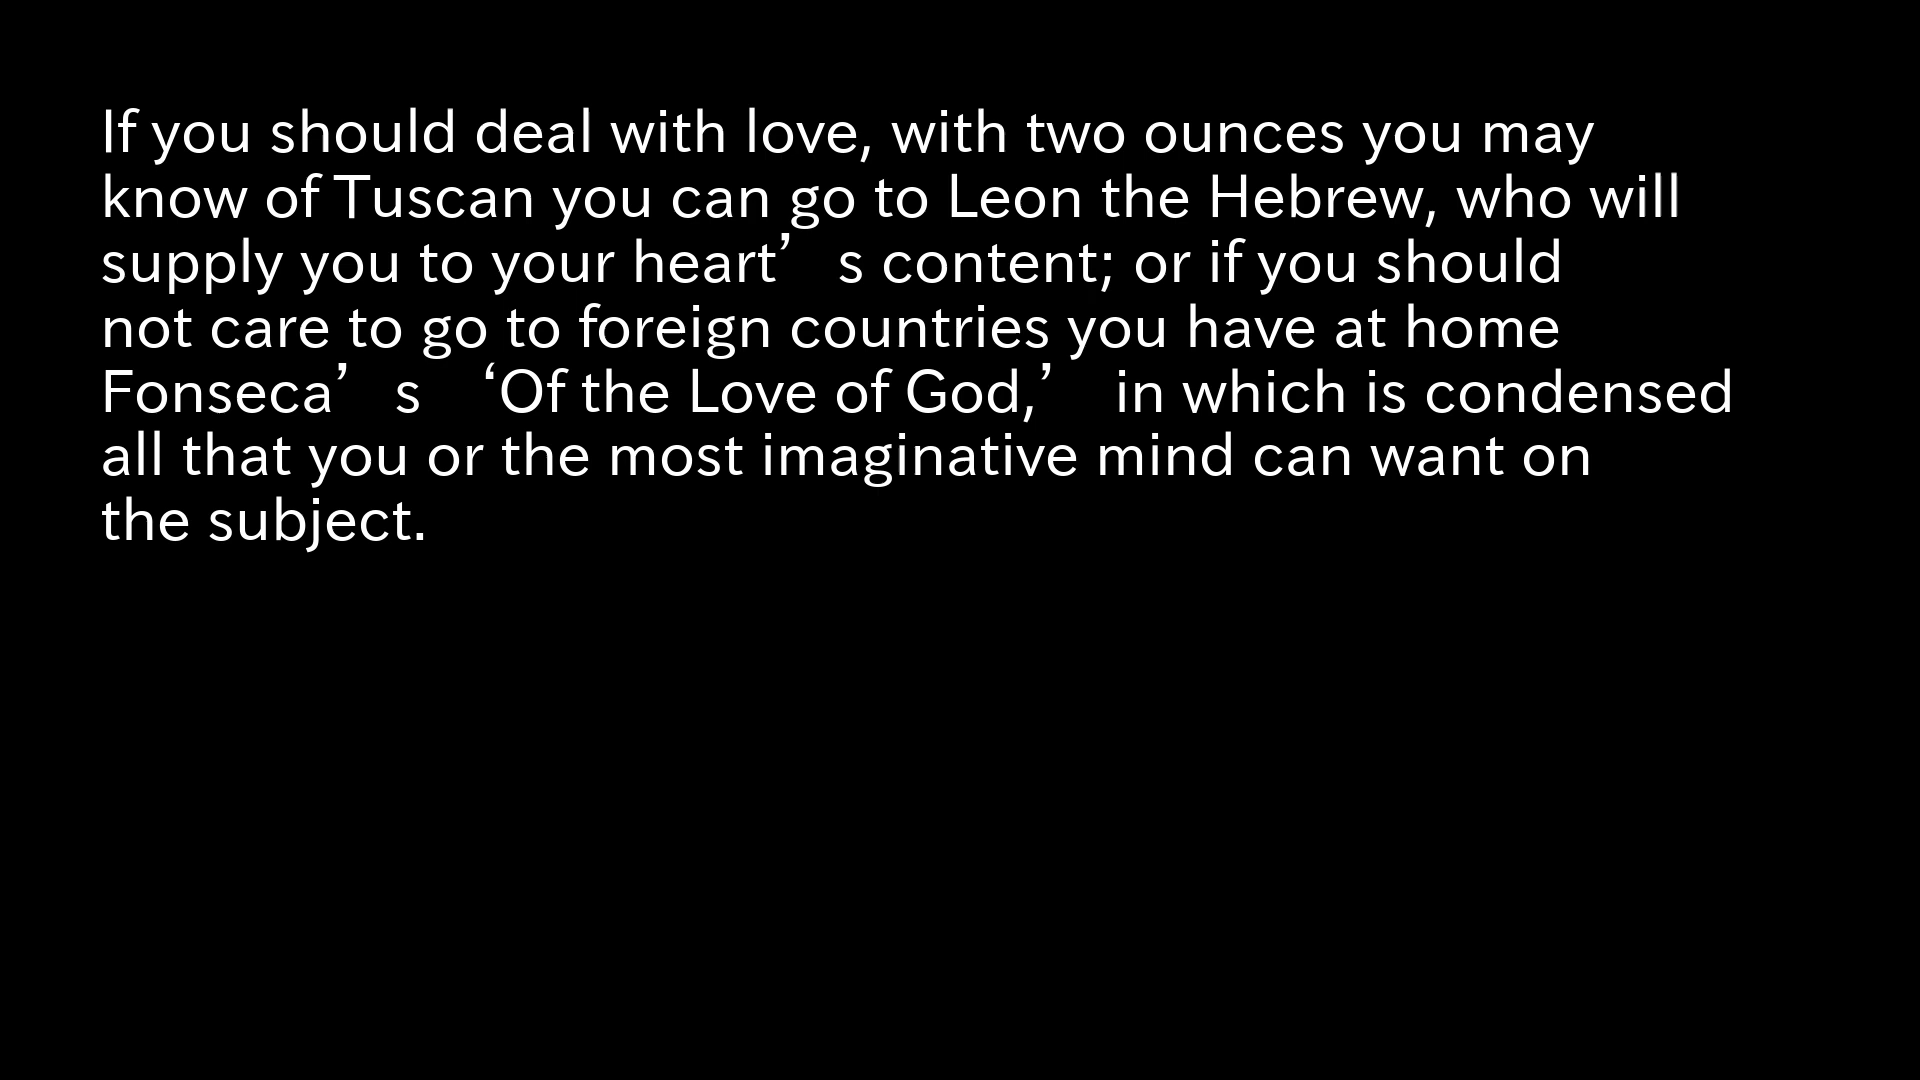 If you should deal with love, with two ounces you may
know of Tuscan you can go to Leon the Hebrew, who will
supply you to your heart’s content; or if you should
not care to go to foreign countries you have at home
Fonseca’s ‘Of the Love of God,’ in which is condensed
all that you or the most imaginative mind can want on
the subject.